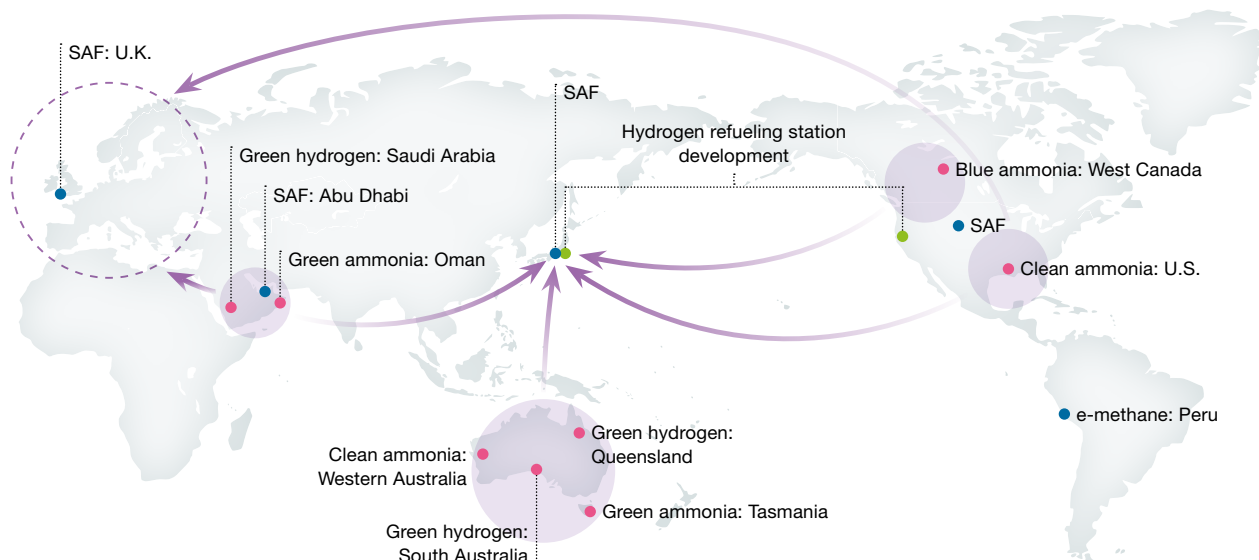 SAF: U.K.
SAF
Hydrogen refueling station
development
Green hydrogen: Saudi Arabia
Blue ammonia: West Canada
SAF: Abu Dhabi
SAF
Green ammonia: Oman
Clean ammonia: U.S.
e-methane: Peru
Green hydrogen:
Queensland
Clean ammonia:
Western Australia
Green ammonia: Tasmania
Green hydrogen:
South Australia